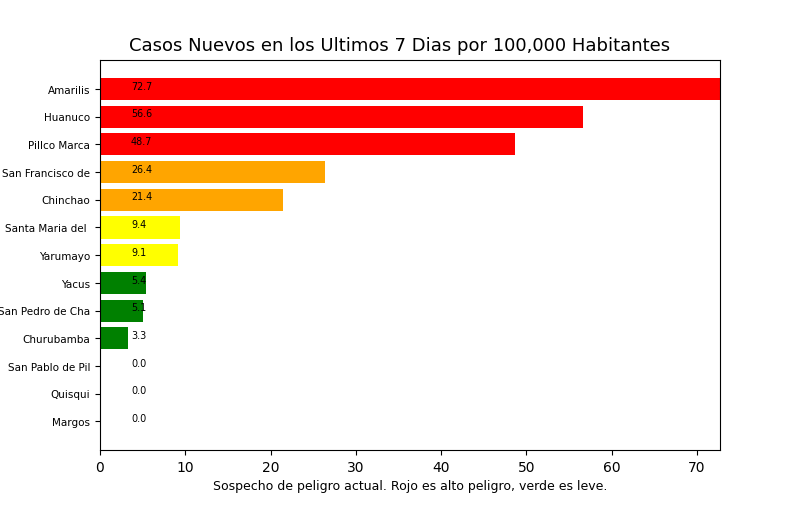 Casos Nuevos en los Ultimos 7 Dias por 100,000 Habitantes
Amarilis 72.7
Huanuco 56.6
Pillco Marca 48.7
San Francisco de 26.4
Chinchao 21.4
Santa Maria del 9.4
Yarumayo 9.1
Yacus 5.4
San Pedro de Cha 5.1
Churubamba 3.3
San Pablo de Pil 0.0
Quisqui 0.0
Margos 0.0
0 10 20 30 40 50 60 70
Sospecho de peligro actual. Rojo es alto peligro, verde es leve.